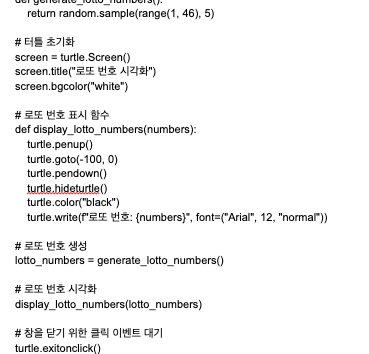 def generate_lotto_numbers():
    return random.sample(range(1, 46), 5)

# 터틀 초기화
screen = turtle.Screen()
screen.title("로또 번호 시각화")
screen.bgcolor("white")

# 로또 번호 표시 함수
def display_lotto_numbers(numbers):
    turtle.penup()
    turtle.goto(-100, 0)
    turtle.pendown()
    turtle.hideturtle()
    turtle.color("black")
    turtle.write(f"로또 번호: {numbers}", font=("Arial", 12, "normal"))

# 로또 번호 생성
lotto_numbers = generate_lotto_numbers()

# 로또 번호 시각화
display_lotto_numbers(lotto_numbers)

# 창을 닫기 위한 클릭 이벤트 대기
turtle.exitonclick()